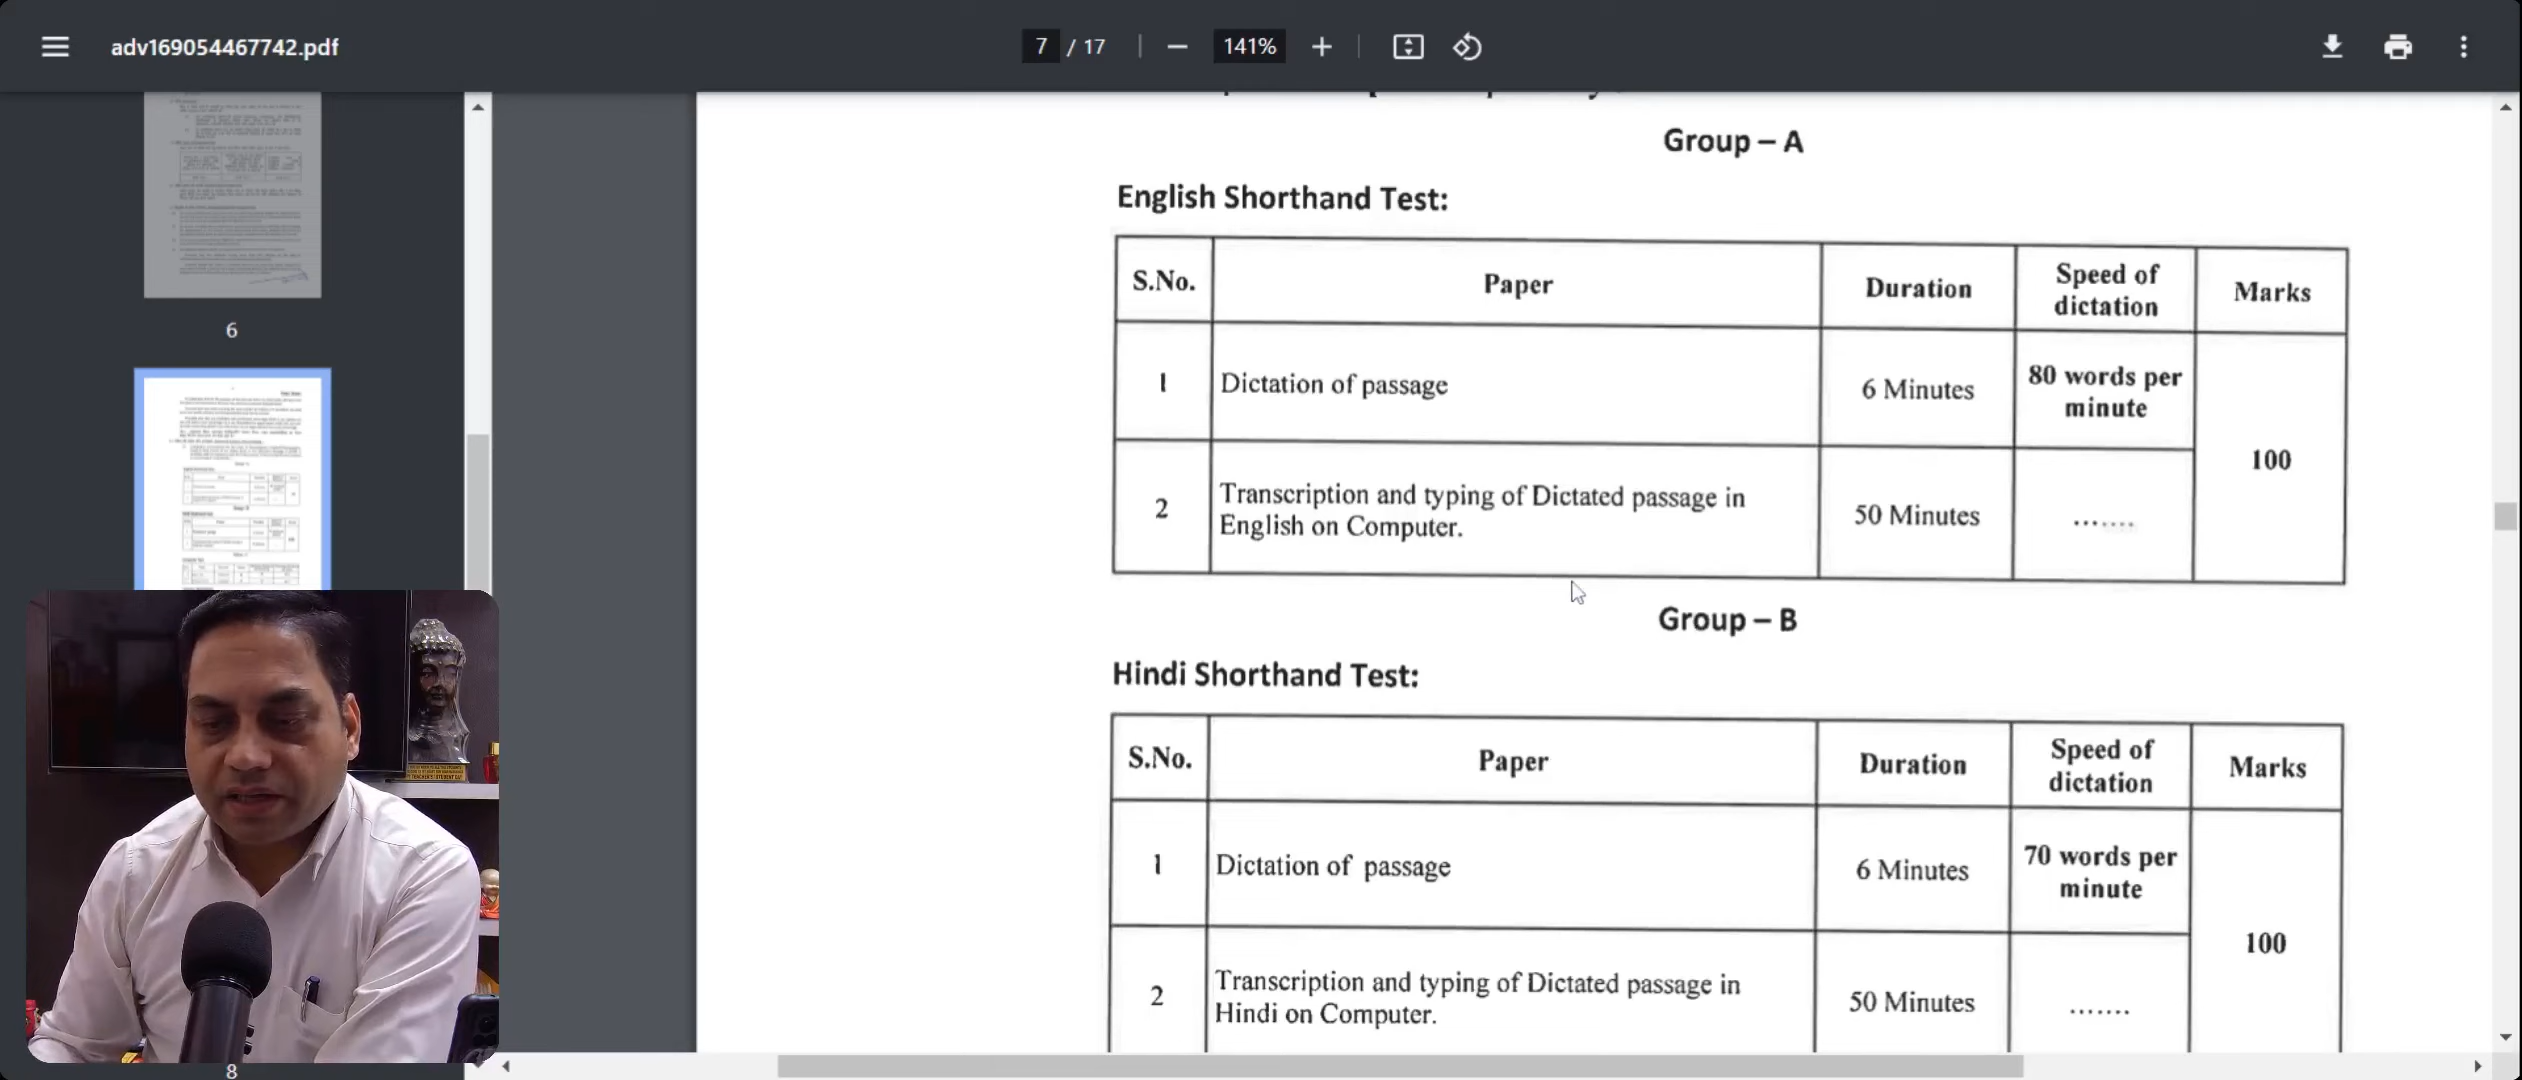 adv169054467742.pdf
7 / 17
141%
6
8
Group – A
English Shorthand Test:
S.No. Paper Duration Speed of dictation Marks
1 Dictation of passage 6 Minutes 80 words per minute 100
2 Transcription and typing of Dictated passage in English on Computer. 50 Minutes .......
Group – B
Hindi Shorthand Test:
S.No. Paper Duration Speed of dictation Marks
1 Dictation of passage 6 Minutes 70 words per minute 100
2 Transcription and typing of Dictated passage in Hindi on Computer. 50 Minutes .......